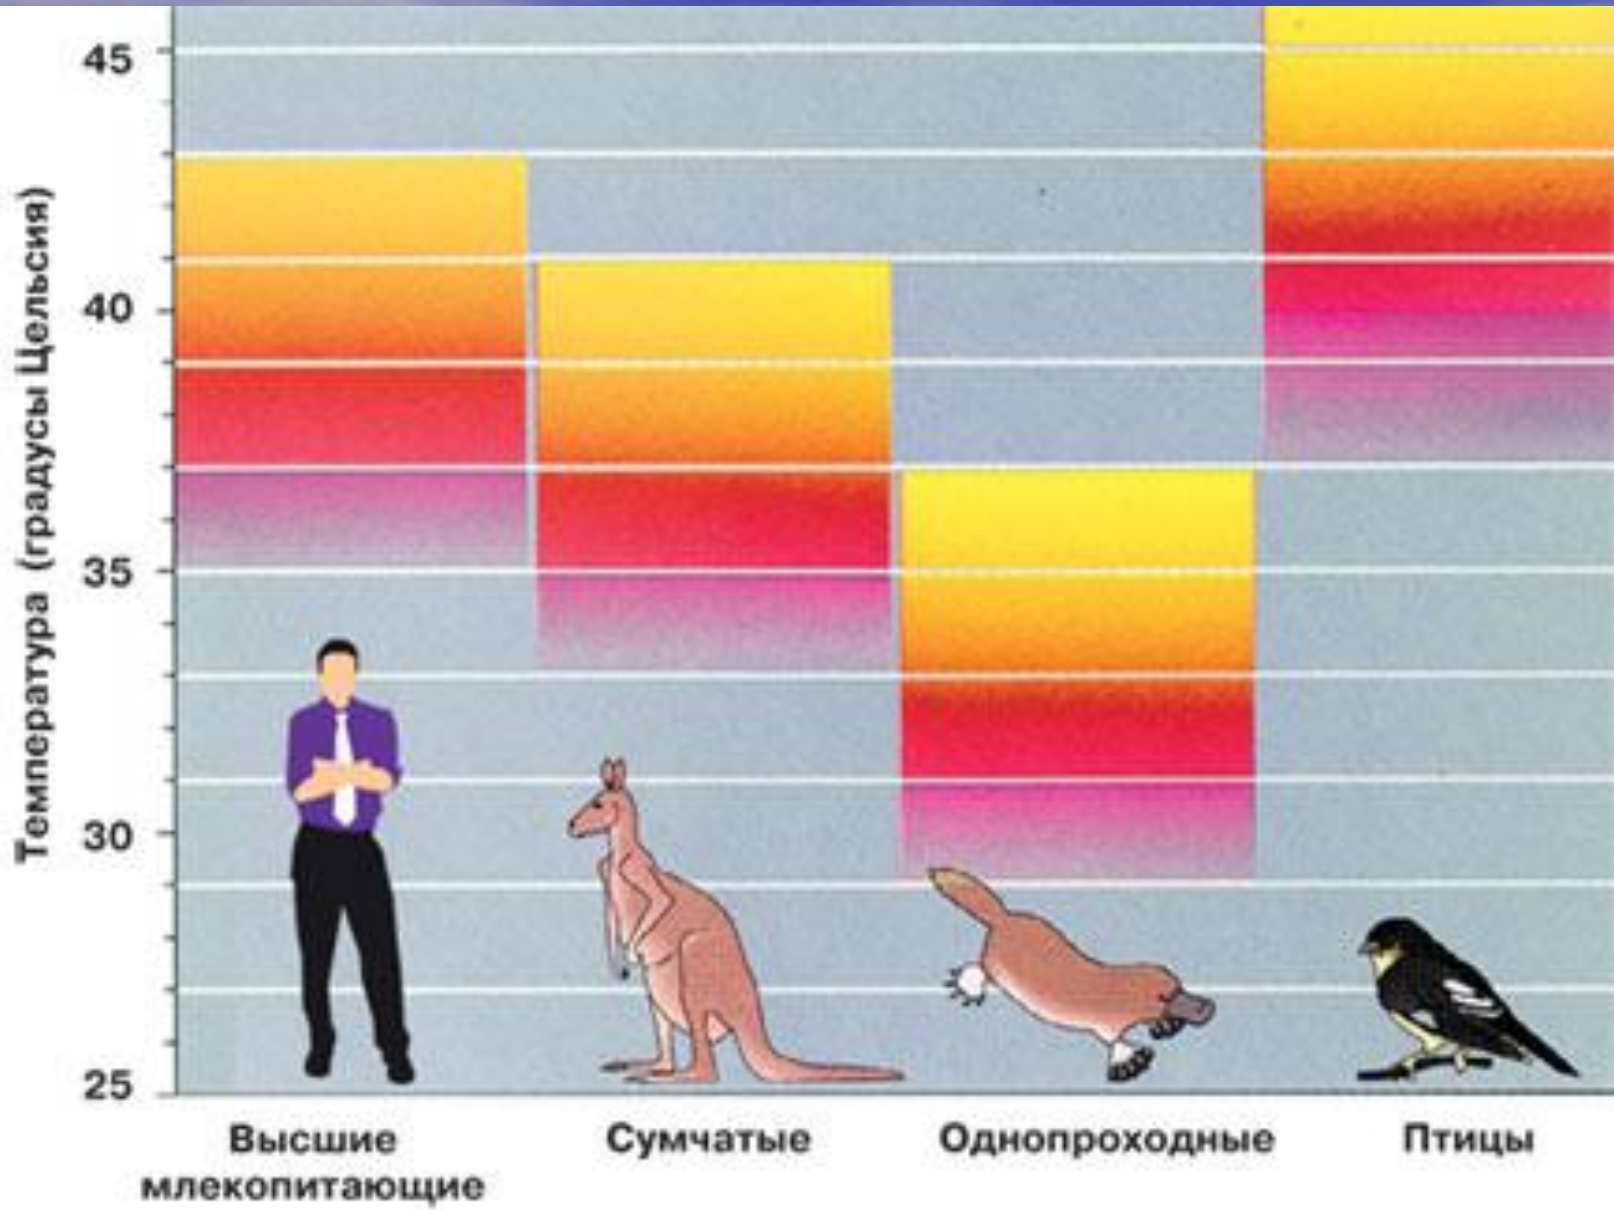 Температура (градусы Цельсия)
45
40
35
30
25
Высшие
млекопитающие
Сумчатые
Однопроходные
Птицы